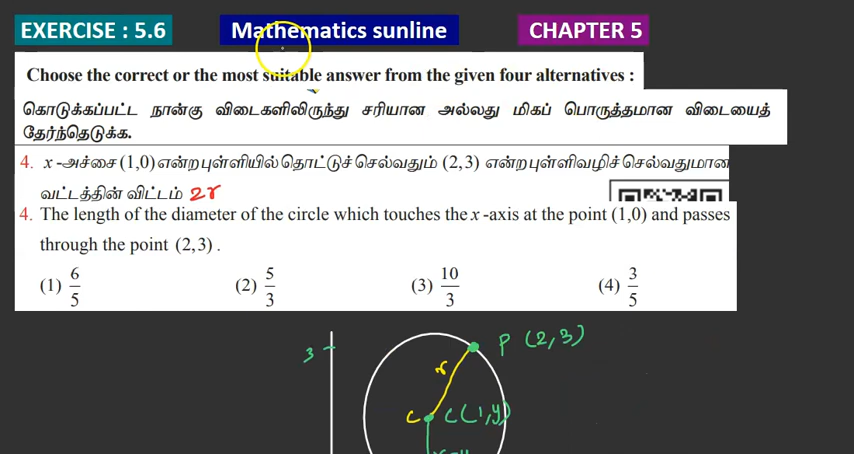 EXERCISE : 5.6 Mathematics sunline CHAPTER 5
Choose the correct or the most suitable answer from the given four alternatives :
கொடுக்கப்பட்ட நான்கு விடைகளிலிருந்து சரியான அல்லது மிகப் பொருத்தமான விடையைத்
தேர்ந்தெடுக்க.
4. x -அச்சை (1,0) என்ற புள்ளியில் தொட்டுச் செல்வதும் (2,3) என்ற புள்ளிவழிச் செல்வதுமான
வட்டத்தின் விட்டம் 2r
4. The length of the diameter of the circle which touches the x -axis at the point (1,0) and passes
through the point (2,3) .
(1) 6/5 (2) 5/3 (3) 10/3 (4) 3/5
3 P (2,3)
r
C C(1,y)